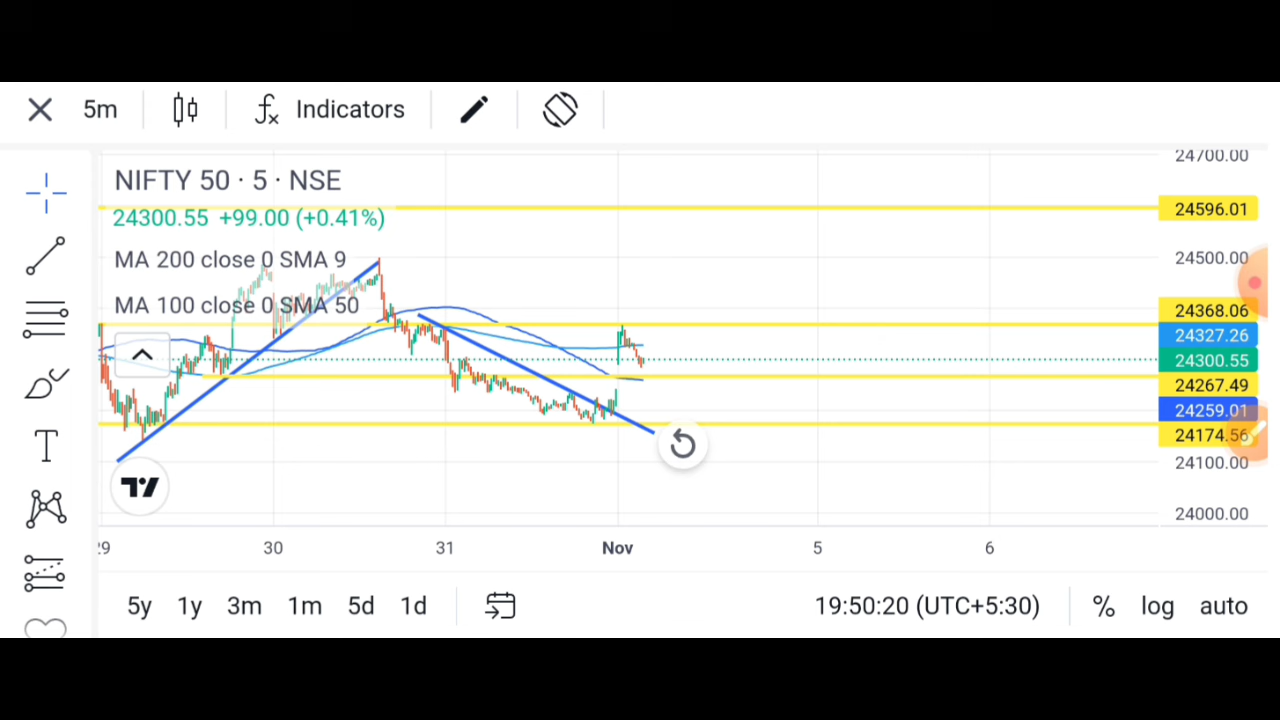 5m Indicators
NIFTY 50 · 5 · NSE
24300.55 +99.00 (+0.41%)
MA 200 close 0 SMA 9
MA 100 close 0 SMA 50
24700.00
24596.01
24500.00
24368.06
24327.26
24300.55
24267.49
24259.01
24174.56
24100.00
24000.00
29 30 31 Nov 5 6
5y 1y 3m 1m 5d 1d 19:50:20 (UTC+5:30) % log auto